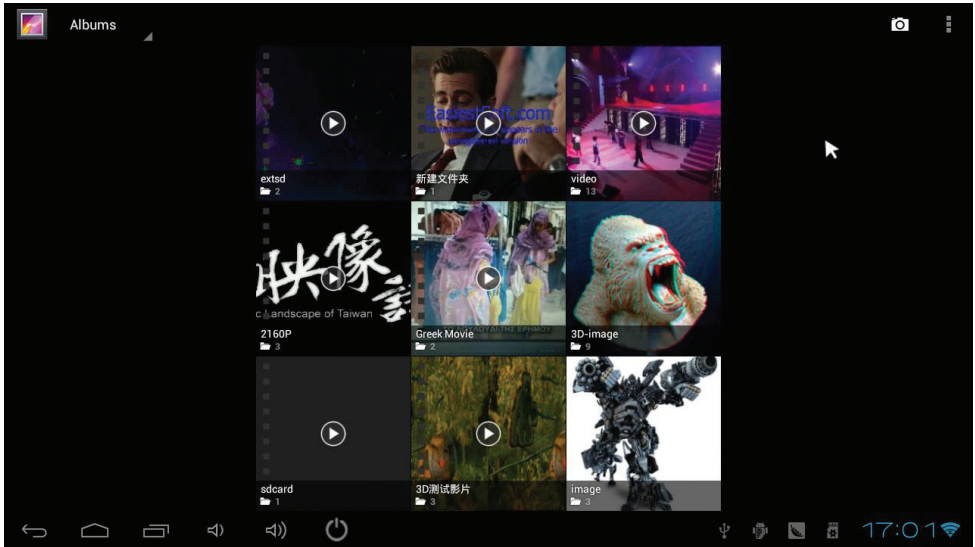 Albums
EasiestSoft.com
extsd
2
新建文件夹
1
video
13
映像
Landscape of Taiwan
2160P
3
Greek Movie
2
3D-image
9
sdcard
1
3D测试影片
3
image
3
17:01